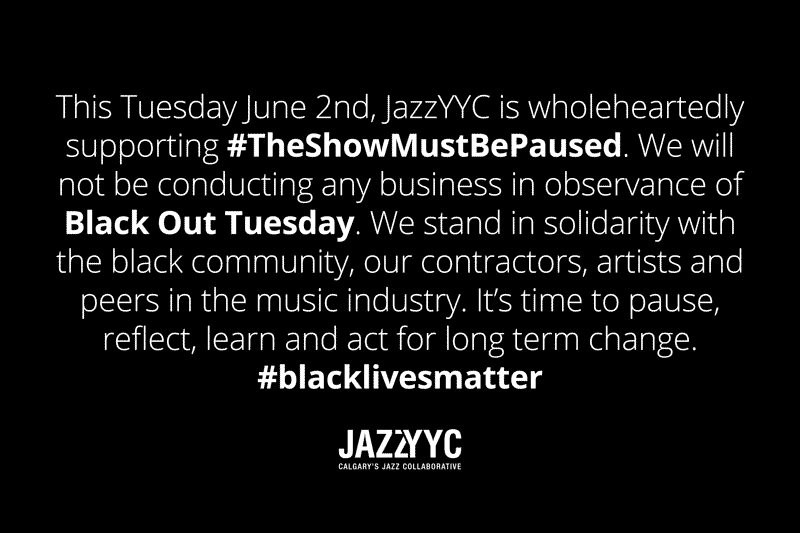 This Tuesday June 2nd, JazzYYC is wholeheartedly
supporting #TheShowMustBePaused. We will
not be conducting any business in observance of
Black Out Tuesday. We stand in solidarity with
the black community, our contractors, artists and
peers in the music industry. It’s time to pause,
reflect, learn and act for long term change.
#blacklivesmatter
JAZZYYC
CALGARY'S JAZZ COLLABORATIVE